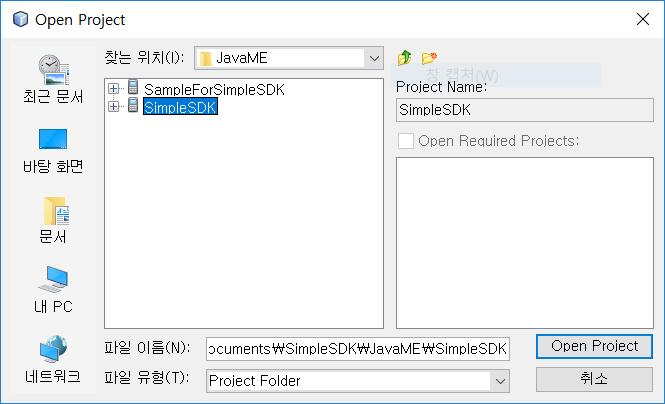 Open Project
찾는 위치(I):
JavaME
창 캡처(W)
최근 문서
바탕 화면
문서
내 PC
네트워크
SampleForSimpleSDK
SimpleSDK
Project Name:
SimpleSDK
Open Required Projects:
파일 이름(N):
ocuments₩SimpleSDK₩JavaME₩SimpleSDK
Open Project
파일 유형(T):
Project Folder
취소